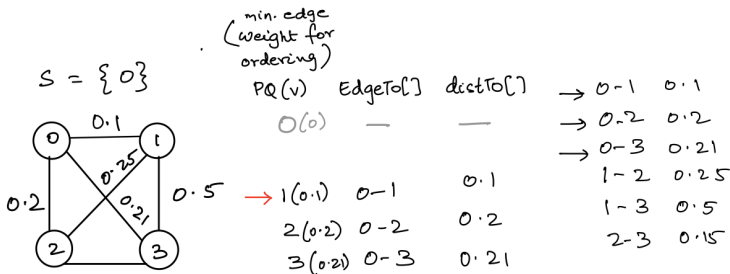 min. edge
(weight for
ordering)
S = {0}
PQ(v) EdgeTo[] distTo[]
0(0) — —
→ 1(0.1) 0-1 0.1
2(0.2) 0-2 0.2
3(0.21) 0-3 0.21
→ 0-1 0.1
→ 0-2 0.2
→ 0-3 0.21
1-2 0.25
1-3 0.5
2-3 0.15
0 0.1 1
0.25
0.2 0.21 0.5
2 3